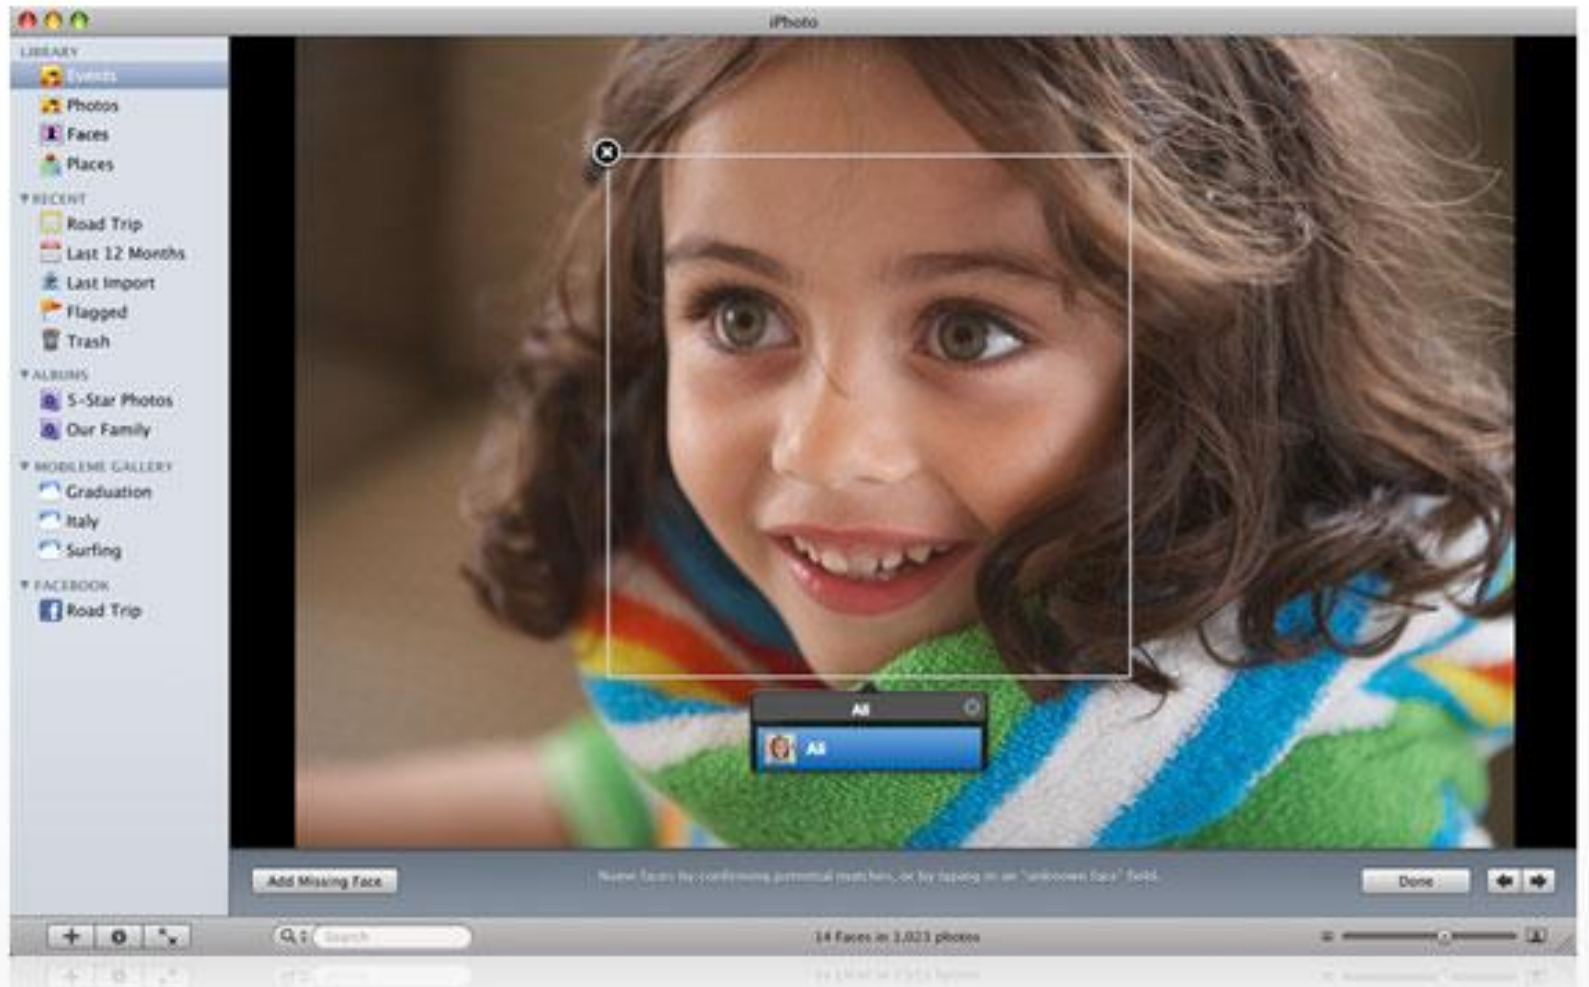 iPhoto
LIBRARY
Events
Photos
Faces
Places
RECENT
Road Trip
Last 12 Months
Last Import
Flagged
Trash
ALBUMS
5-Star Photos
Our Family
MOBILEME GALLERY
Graduation
Italy
Surfing
FACEBOOK
Road Trip
Ali
Ali
Add Missing Face
Name faces by confirming potential matches, or by typing in an "unknown face" field.
Done
Search
14 Faces in 3,023 photos